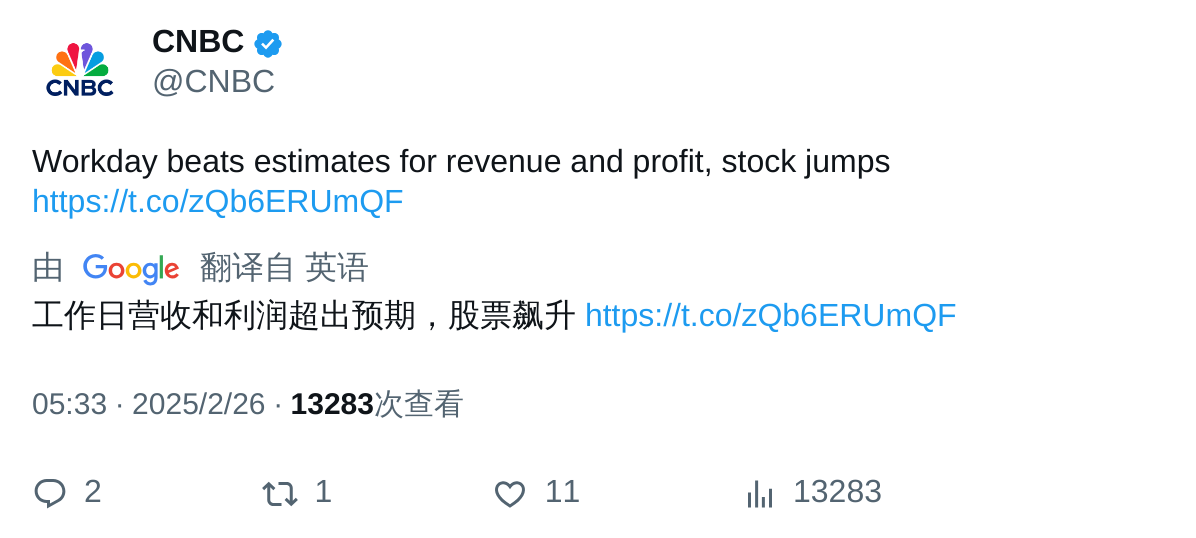 CNBC
CNBC
@CNBC
Workday beats estimates for revenue and profit, stock jumps
https://t.co/zQb6ERUmQF
由 Google 翻译自 英语
工作日营收和利润超出预期，股票飙升 https://t.co/zQb6ERUmQF
05:33 · 2025/2/26 · 13283次查看
2 1 11 13283